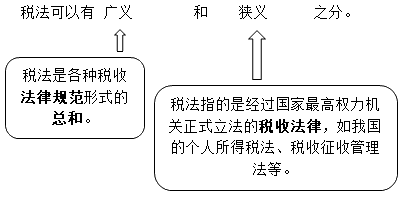 税法可以有 广义 和 狭义 之分。
税法是各种税收
法律规范形式的
总和。
税法指的是经过国家最高权力机
关正式立法的税收法律，如我国
的个人所得税法、税收征收管理
法等。